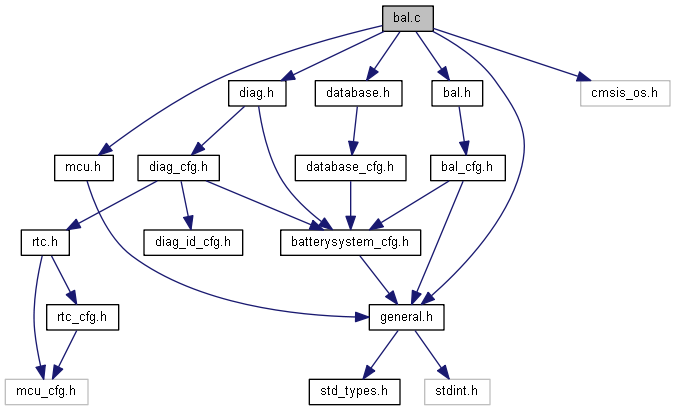 bal.c
diag.h
database.h
bal.h
cmsis_os.h
mcu.h
diag_cfg.h
database_cfg.h
bal_cfg.h
rtc.h
diag_id_cfg.h
batterysystem_cfg.h
rtc_cfg.h
general.h
mcu_cfg.h
std_types.h
stdint.h